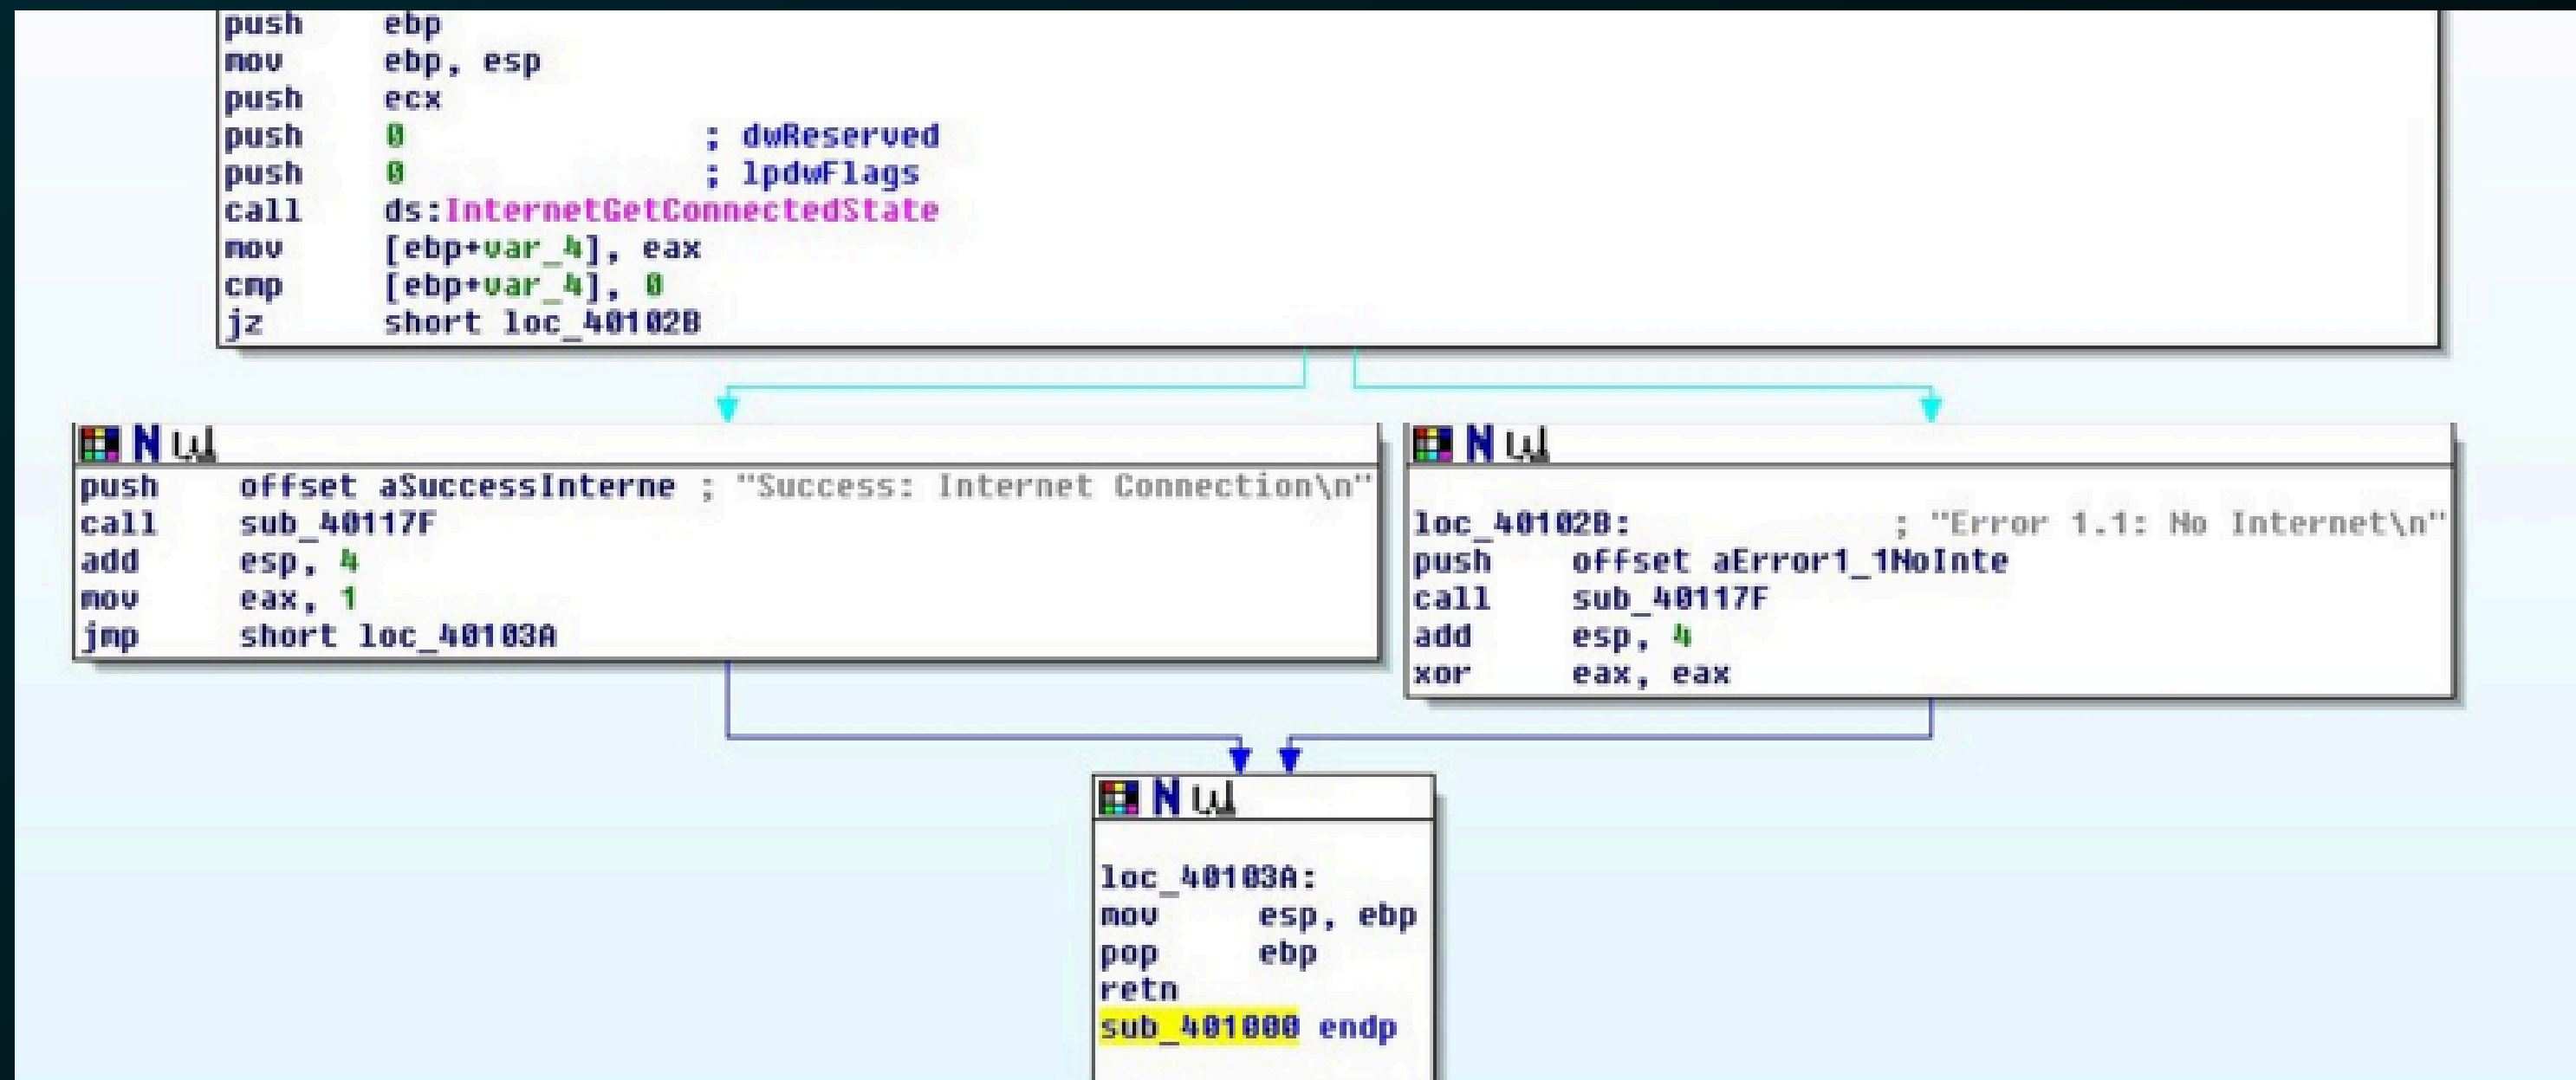 push ebp
mov ebp, esp
push ecx
push 0 ; dwReserved
push 0 ; lpdwFlags
call ds:InternetGetConnectedState
mov [ebp+var_4], eax
cmp [ebp+var_4], 0
jz short loc_40102B
push offset aSuccessInterne ; "Success: Internet Connection\n"
call sub_40117F
add esp, 4
mov eax, 1
jmp short loc_40103A
loc_40102B: ; "Error 1.1: No Internet\n"
push offset aError1_1NoInte
call sub_40117F
add esp, 4
xor eax, eax
loc_40103A:
mov esp, ebp
pop ebp
retn
sub_401000 endp